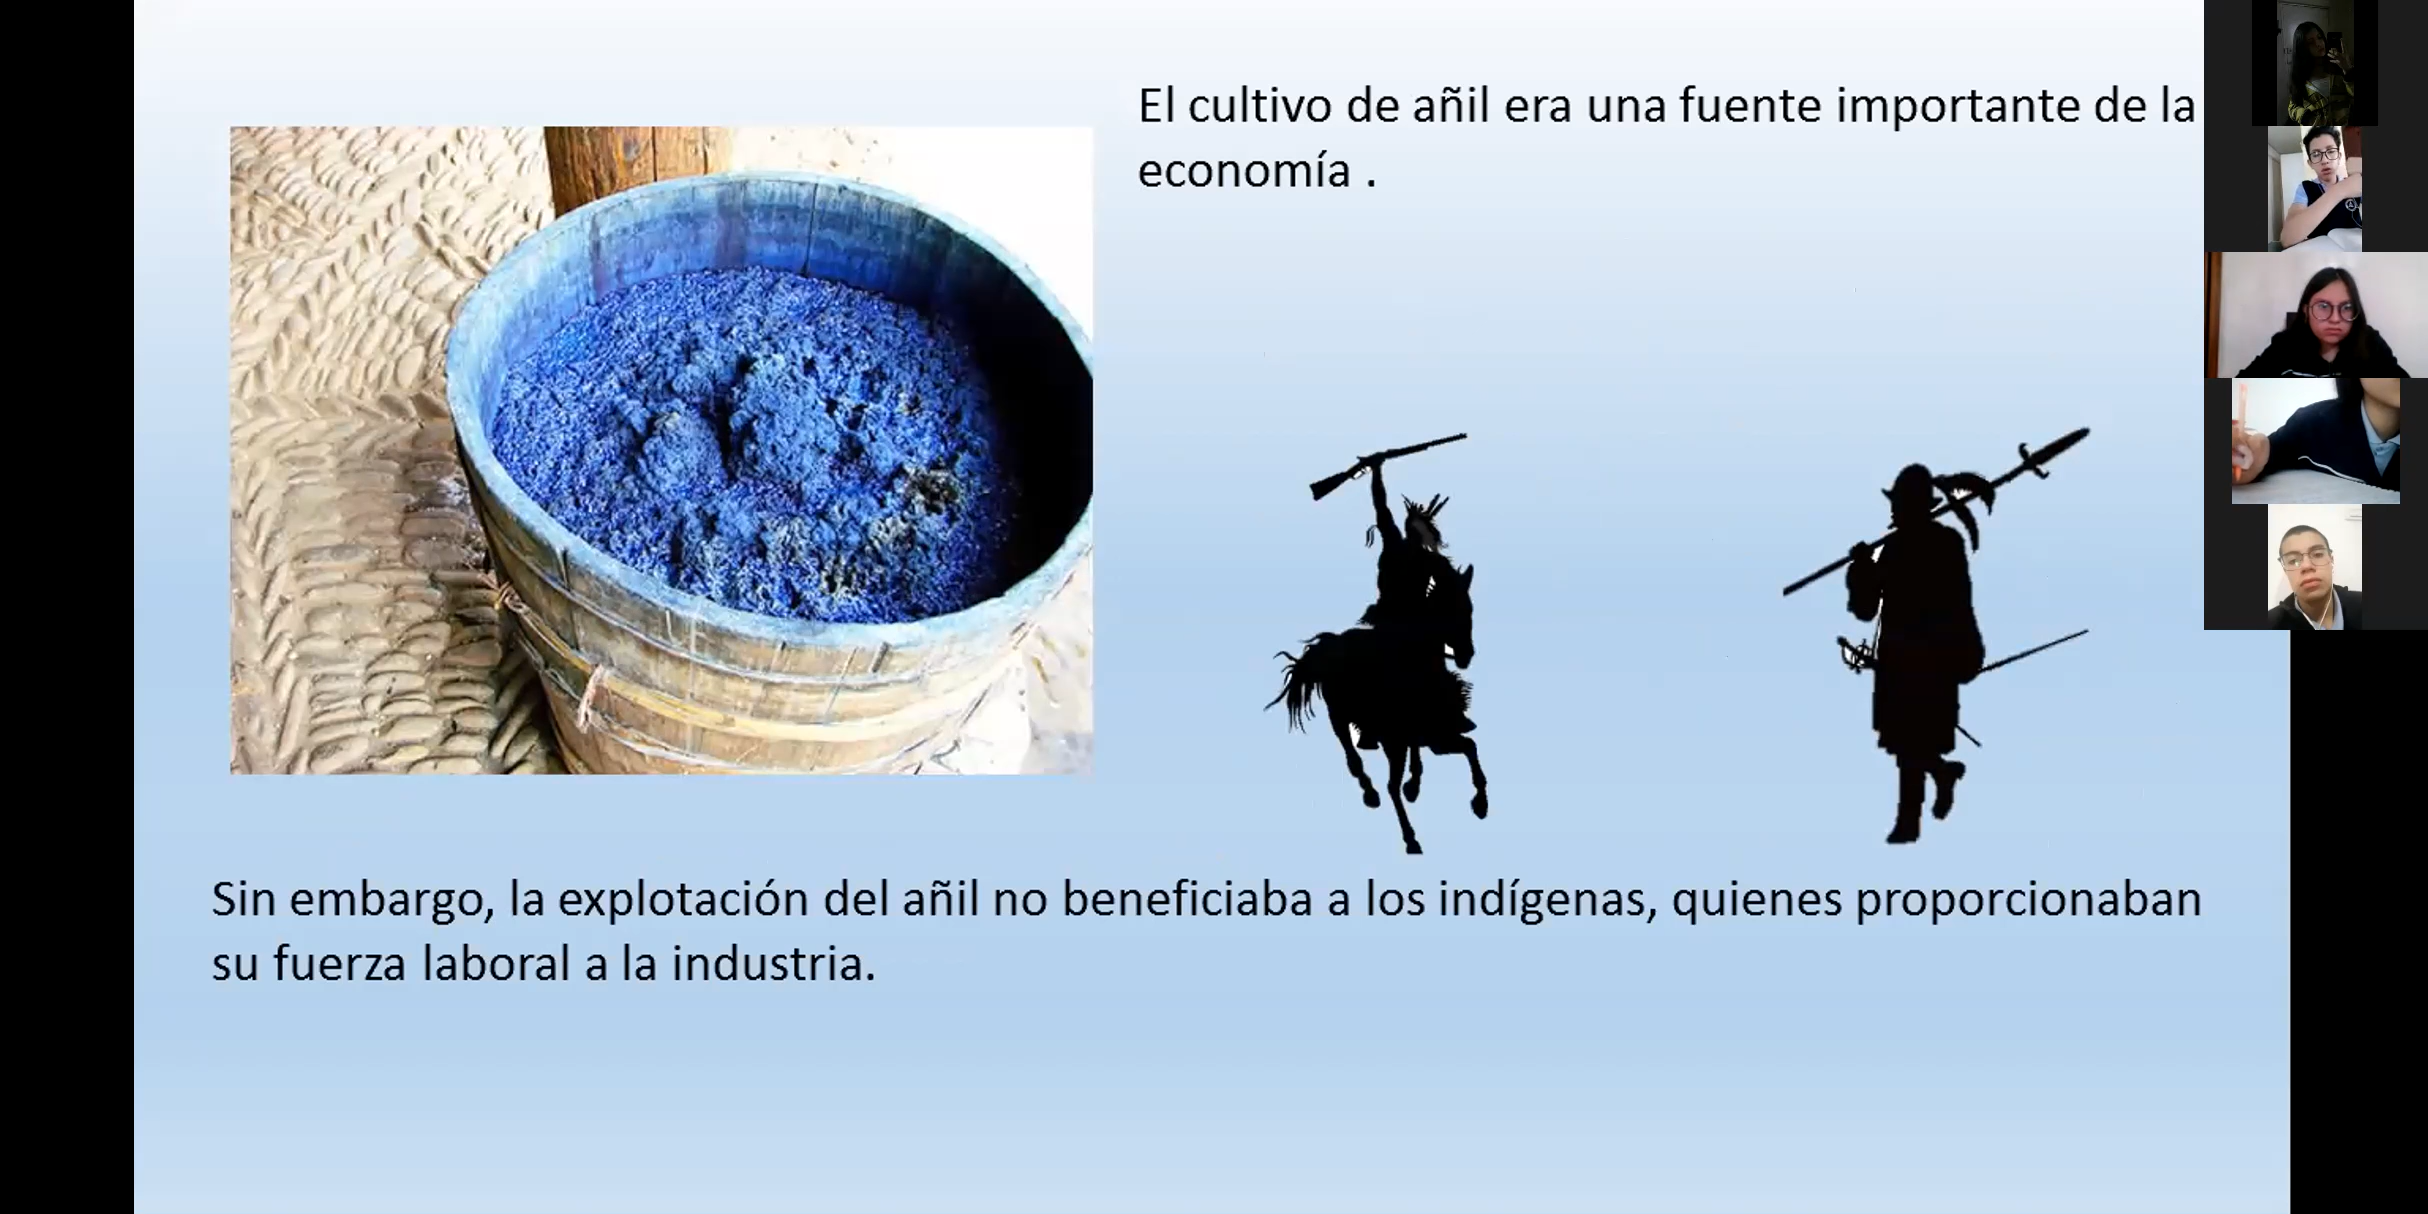 El cultivo de añil era una fuente importante de la
economía .
Sin embargo, la explotación del añil no beneficiaba a los indígenas, quienes proporcionaban
su fuerza laboral a la industria.